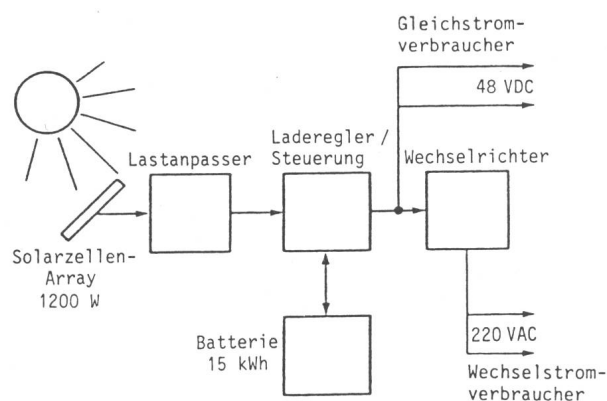 Gleichstrom-
verbraucher
48 VDC
Lastanpasser
Laderegler/
Steuerung
Wechselrichter
Solarzellen-
Array
1200 W
Batterie
15 kWh
220 VAC
Wechselstrom-
verbraucher